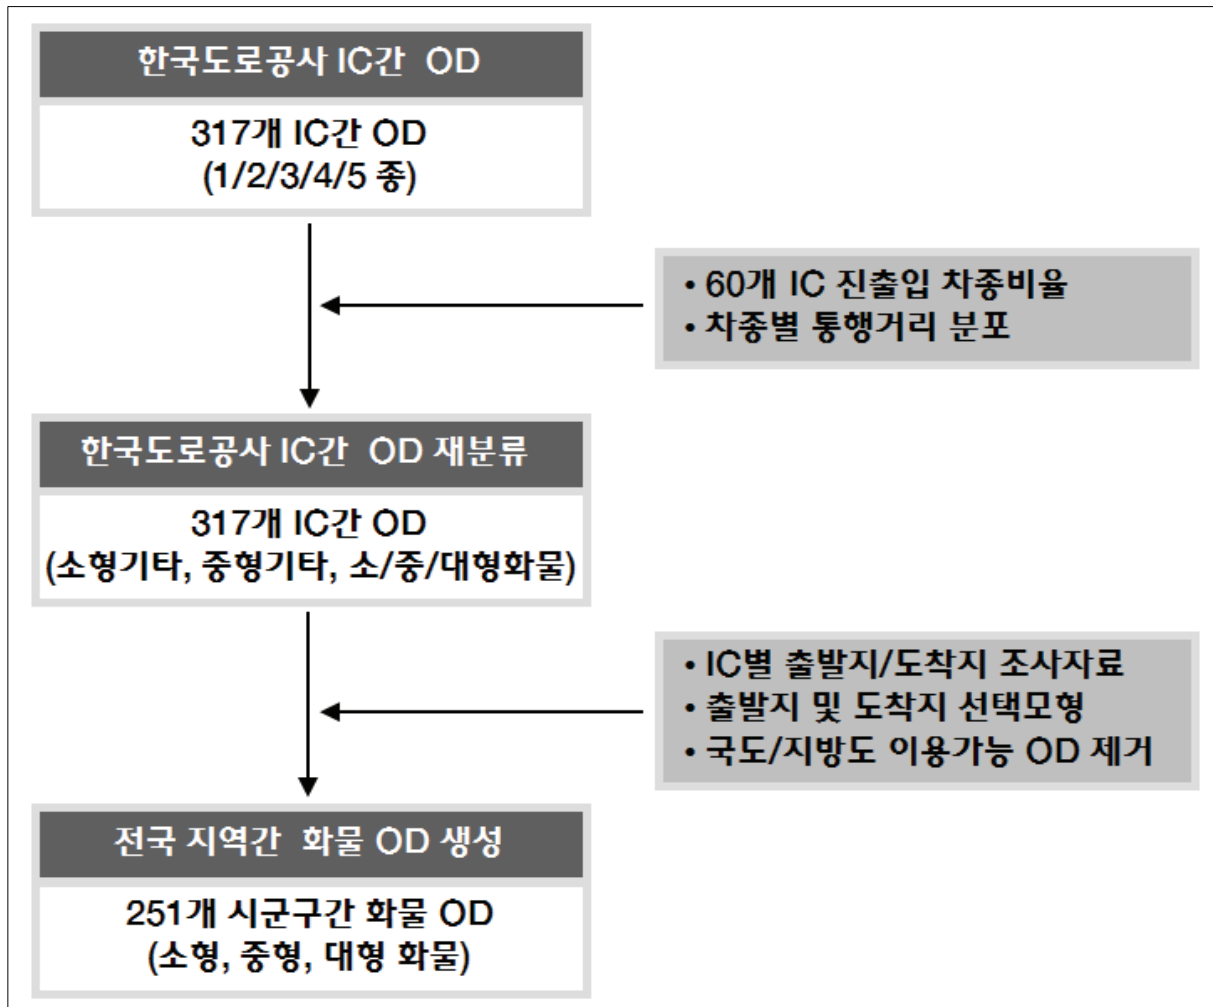 한국도로공사 IC간 OD
317개 IC간 OD
(1/2/3/4/5 종)
• 60개 IC 진출입 차종비율
• 차종별 통행거리 분포
한국도로공사 IC간 OD 재분류
317개 IC간 OD
(소형기타, 중형기타, 소/중/대형화물)
• IC별 출발지/도착지 조사자료
• 출발지 및 도착지 선택모형
• 국도/지방도 이용가능 OD 제거
전국 지역간 화물 OD 생성
251개 시군구간 화물 OD
(소형, 중형, 대형 화물)